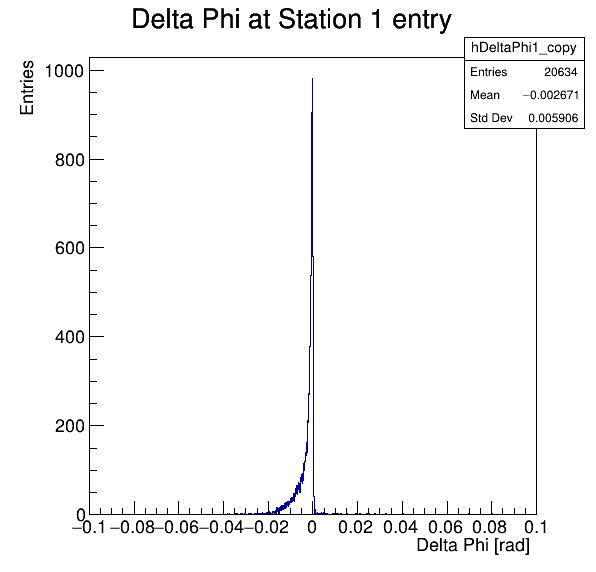 Delta Phi at Station 1 entry
hDeltaPhi1_copy
Entries 20634
Mean −0.002671
Std Dev 0.005906
Entries
1000
800
600
400
200
0
−0.1 −0.08 −0.06 −0.04 −0.02 0 0.02 0.04 0.06 0.08 0.1
Delta Phi [rad]